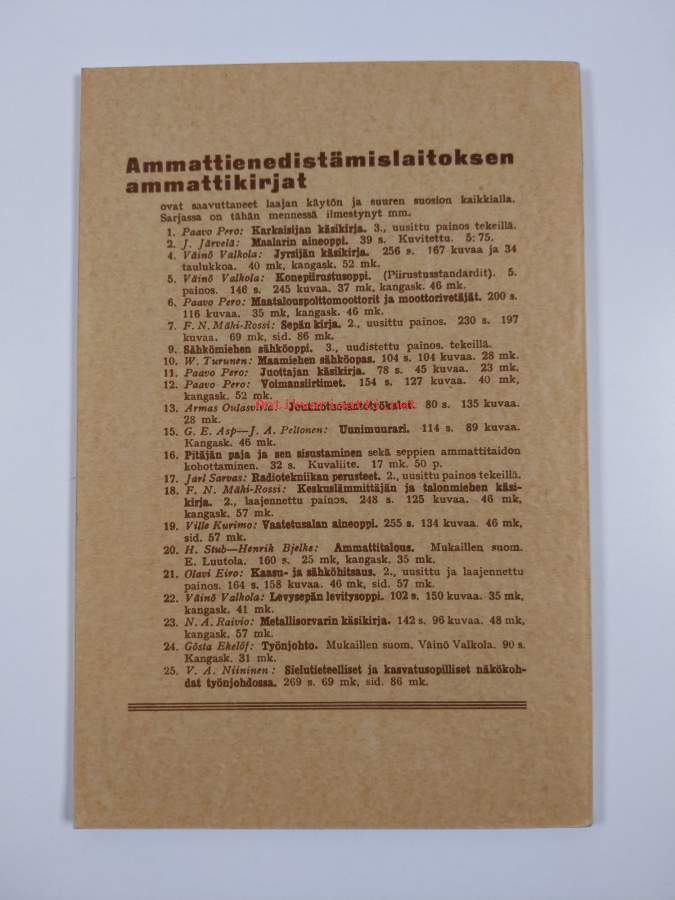 Ammattienedistämislaitoksen
ammattikirjat
ovat saavuttaneet laajan käytön ja suuren suosion kaikkialla.
Sarjassa on tähän mennessä ilmestynyt mm.
1. Paavo Pero: Karkaisijan käsikirja. 3., uusittu painos tekeillä.
2. J. Järvelä: Maalarin aineoppi. 39 s. Kuvitettu. 5:75.
4. Väinö Valkola: Jyrsijän käsikirja. 256 s. 167 kuvaa ja 34
taulukkoa. 40 mk, kangask. 52 mk.
5. Väinö Valkola: Konepiirustusoppi. (Piirustusstandardit). 5.
painos. 146 s. 245 kuvaa. 37 mk, kangask. 46 mk.
6. Paavo Pero: Maatalouspolttomoottorit ja moottorivetäjät. 200 s.
116 kuvaa. 35 mk, kangask. 46 mk.
7. F. N. Mähi-Rossi: Sepän kirja. 2., uusittu painos. 230 s. 197
kuvaa. 69 mk, sid. 86 mk.
9. Sähkömiehen sähköoppi. 3., uudistettu painos. tekeillä.
10. W. Turunen: Maamiehen sähköopas. 104 s. 104 kuvaa. 28 mk.
11. Paavo Pero: Juottajan käsikirja. 78 s. 45 kuvaa. 23 mk.
12. Paavo Pero: Voimansiirtimet. 154 s. 127 kuvaa. 40 mk,
kangask. 52 mk.
13. Armas Oulasvirta: Joukkotuotantotyökalut. 80 s. 135 kuvaa.
28 mk.
15. G. E. Asp—J. A. Peltonen: Uunimuurari. 114 s. 89 kuvaa.
Kangask. 46 mk.
16. Pitäjän paja ja sen sisustaminen sekä seppien ammattitaidon
kohottaminen. 32 s. Kuvaliite. 17 mk. 50 p.
17. Jarl Sarvas: Radiotekniikan perusteet. 2., uusittu painos tekeillä.
18. F. N. Mähi-Rossi: Keskuslämmittäjän ja talonmiehen käsi-
kirja. 2., laajennettu painos. 248 s. 125 kuvaa. 46 mk,
kangask. 57 mk.
19. Ville Kurimo: Vaatetusalan aineoppi. 255 s. 134 kuvaa. 46 mk,
sid. 57 mk.
20. H. Stub—Henrik Bjelke: Ammattitalous. Mukaillen suom.
E. Luutola. 160 s. 25 mk, kangask. 35 mk.
21. Olavi Eiro: Kaasu- ja sähköhitsaus. 2., uusittu ja laajennettu
painos. 164 s. 158 kuvaa. 46 mk, sid. 57 mk.
22. Väinö Valkola: Levysepän levitysoppi. 102 s. 150 kuvaa. 35 mk,
kangask. 41 mk.
23. N. A. Raivio: Metallisorvarin käsikirja. 142 s. 96 kuvaa. 48 mk,
kangask. 57 mk.
24. Gösta Ekelöf: Työnjohto. Mukaillen suom. Väinö Valkola. 90 s.
Kangask. 31 mk.
25. V. A. Niininen: Sielutieteelliset ja kasvatusopilliset näkökoh-
dat työnjohdossa. 269 s. 69 mk, sid. 86 mk.